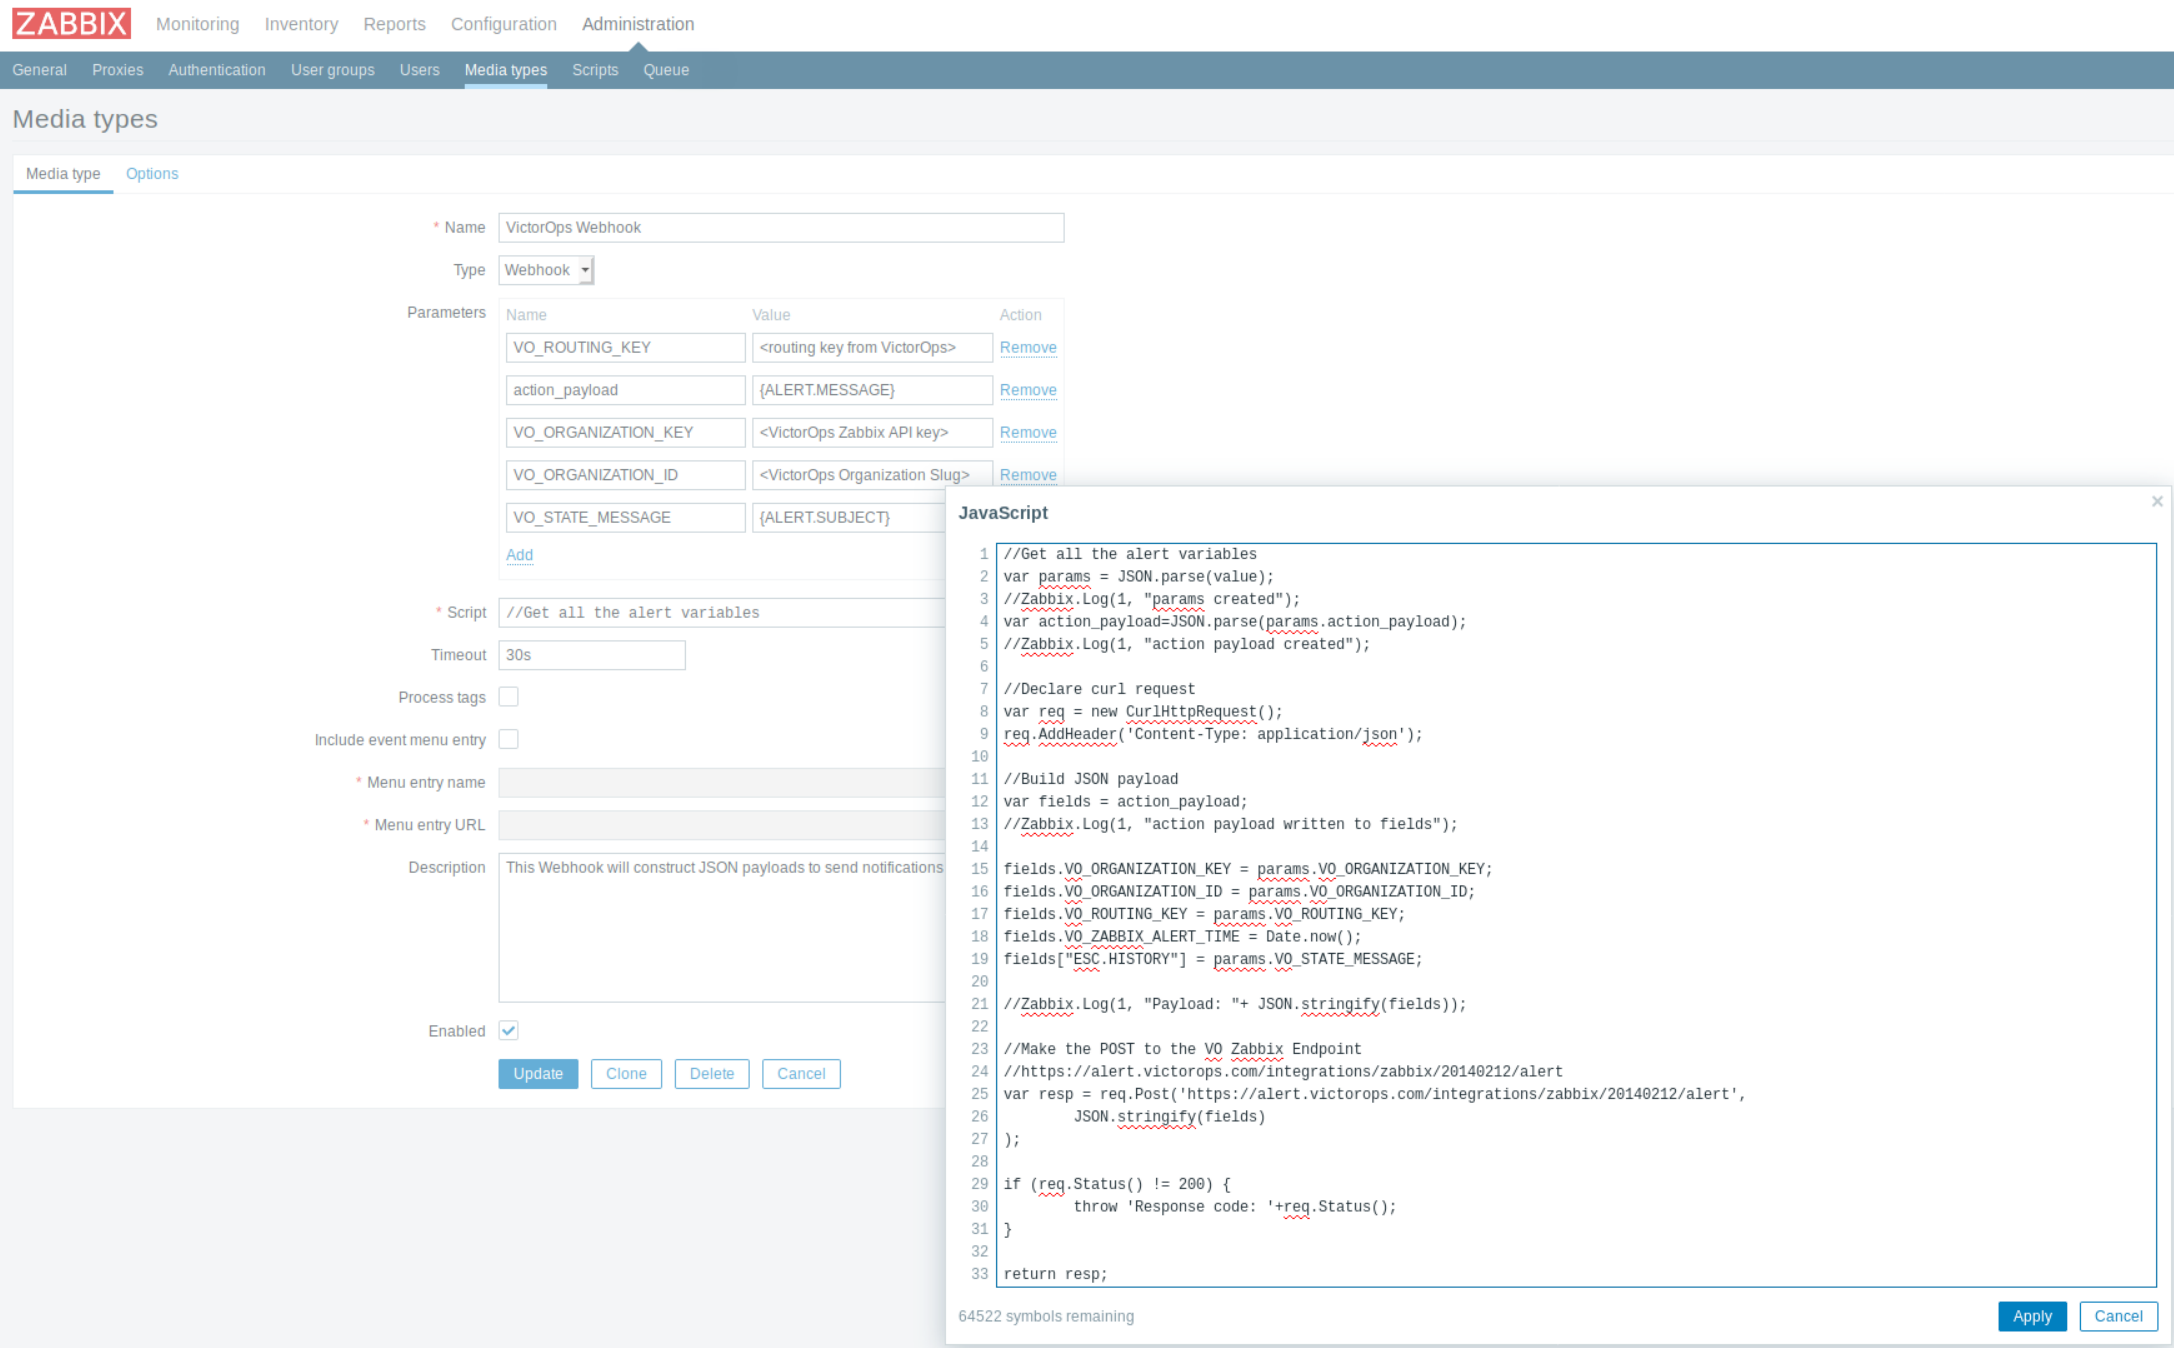 ZABBIX Monitoring Inventory Reports Configuration Administration
General Proxies Authentication User groups Users Media types Scripts Queue
Media types
Media type Options
* Name VictorOps Webhook
Type Webhook
Parameters Name Value Action
VO_ROUTING_KEY <routing key from VictorOps> Remove
action_payload {ALERT.MESSAGE} Remove
VO_ORGANIZATION_KEY <VictorOps Zabbix API key> Remove
VO_ORGANIZATION_ID <VictorOps Organization Slug> Remove
VO_STATE_MESSAGE {ALERT.SUBJECT}
Add
* Script //Get all the alert variables
Timeout 30s
Process tags
Include event menu entry
* Menu entry name
* Menu entry URL
Description This Webhook will construct JSON payloads to send notifications
Enabled
Update Clone Delete Cancel
JavaScript
1 //Get all the alert variables
2 var params = JSON.parse(value);
3 //Zabbix.Log(1, "params created");
4 var action_payload=JSON.parse(params.action_payload);
5 //Zabbix.Log(1, "action payload created");
6
7 //Declare curl request
8 var req = new CurlHttpRequest();
9 req.AddHeader('Content-Type: application/json');
10
11 //Build JSON payload
12 var fields = action_payload;
13 //Zabbix.Log(1, "action payload written to fields");
14
15 fields.VO_ORGANIZATION_KEY = params.VO_ORGANIZATION_KEY;
16 fields.VO_ORGANIZATION_ID = params.VO_ORGANIZATION_ID;
17 fields.VO_ROUTING_KEY = params.VO_ROUTING_KEY;
18 fields.VO_ZABBIX_ALERT_TIME = Date.now();
19 fields["ESC.HISTORY"] = params.VO_STATE_MESSAGE;
20
21 //Zabbix.Log(1, "Payload: "+ JSON.stringify(fields));
22
23 //Make the POST to the VO Zabbix Endpoint
24 //https://alert.victorops.com/integrations/zabbix/20140212/alert
25 var resp = req.Post('https://alert.victorops.com/integrations/zabbix/20140212/alert',
26 JSON.stringify(fields)
27 );
28
29 if (req.Status() != 200) {
30 throw 'Response code: '+req.Status();
31 }
32
33 return resp;
64522 symbols remaining
Apply Cancel